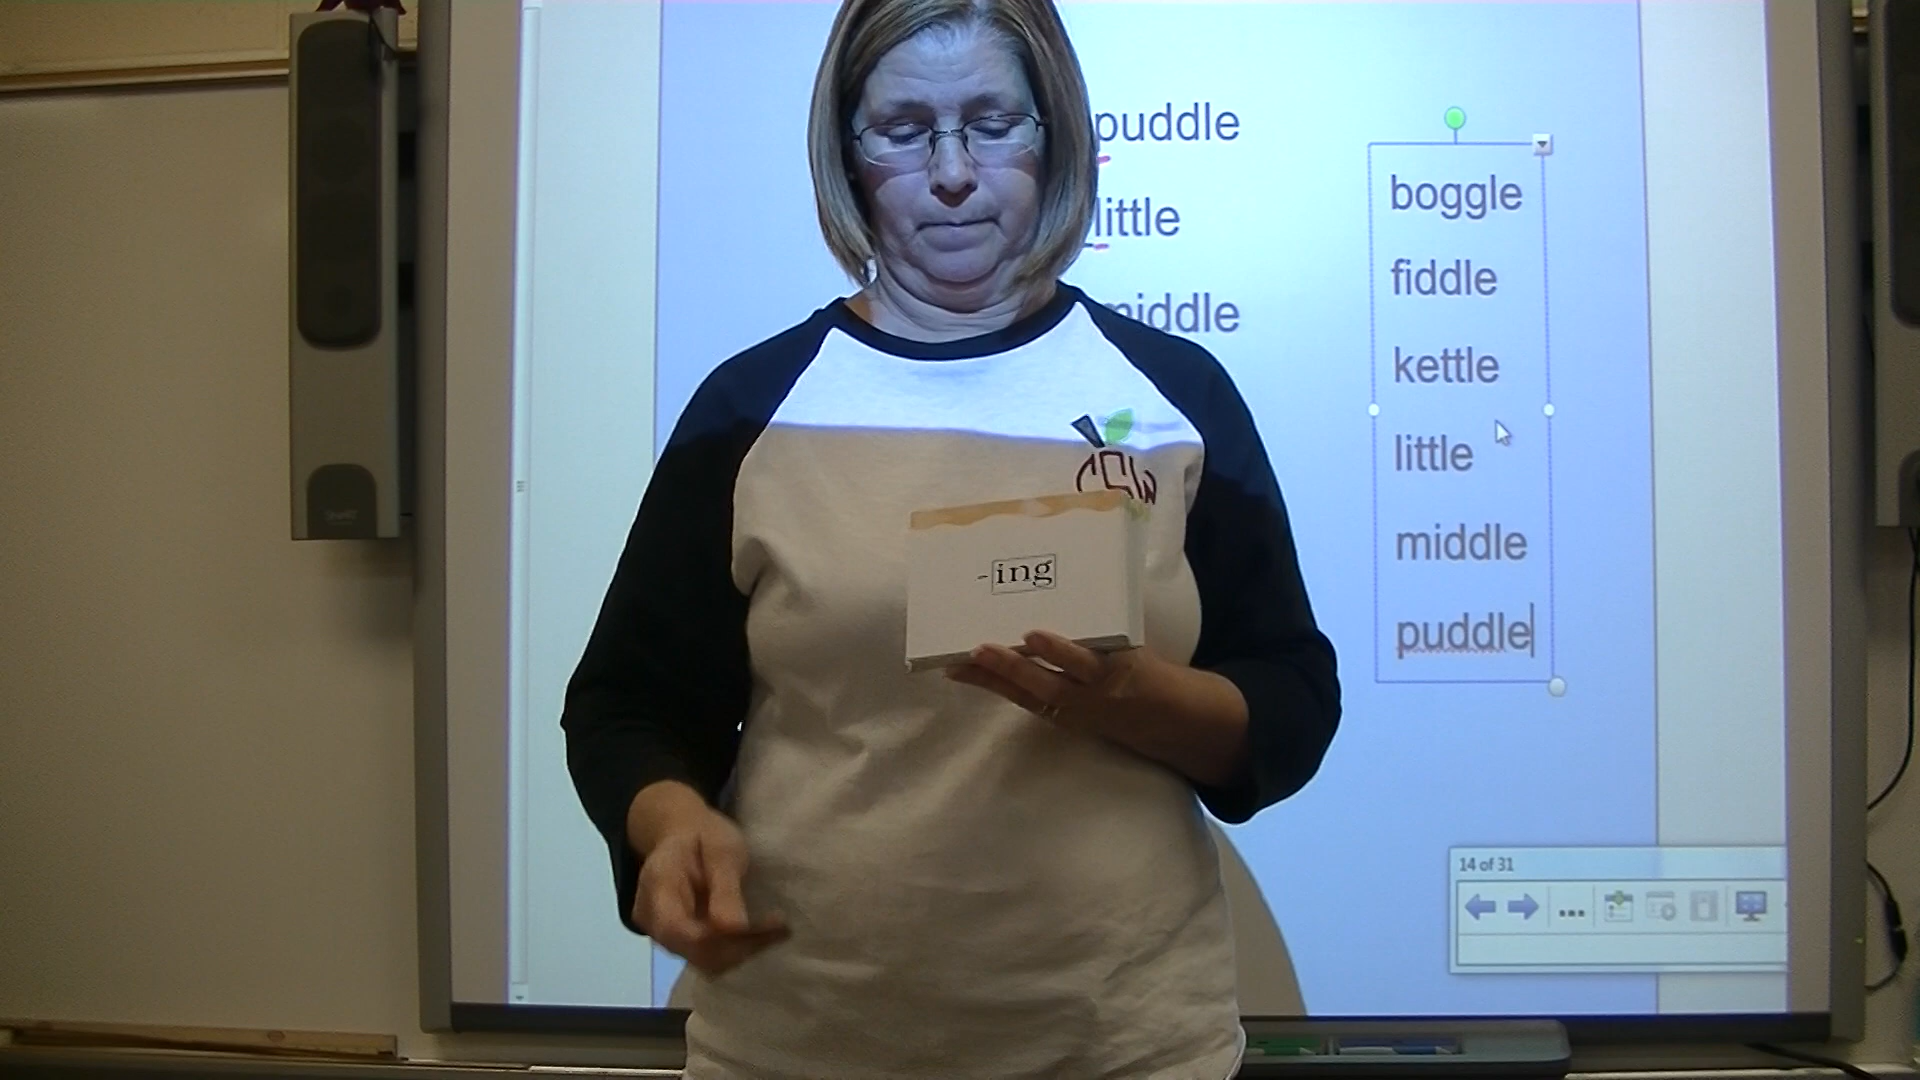 puddle
little
middle
boggle
fiddle
kettle
little
middle
puddle
-ing
14 of 31
...